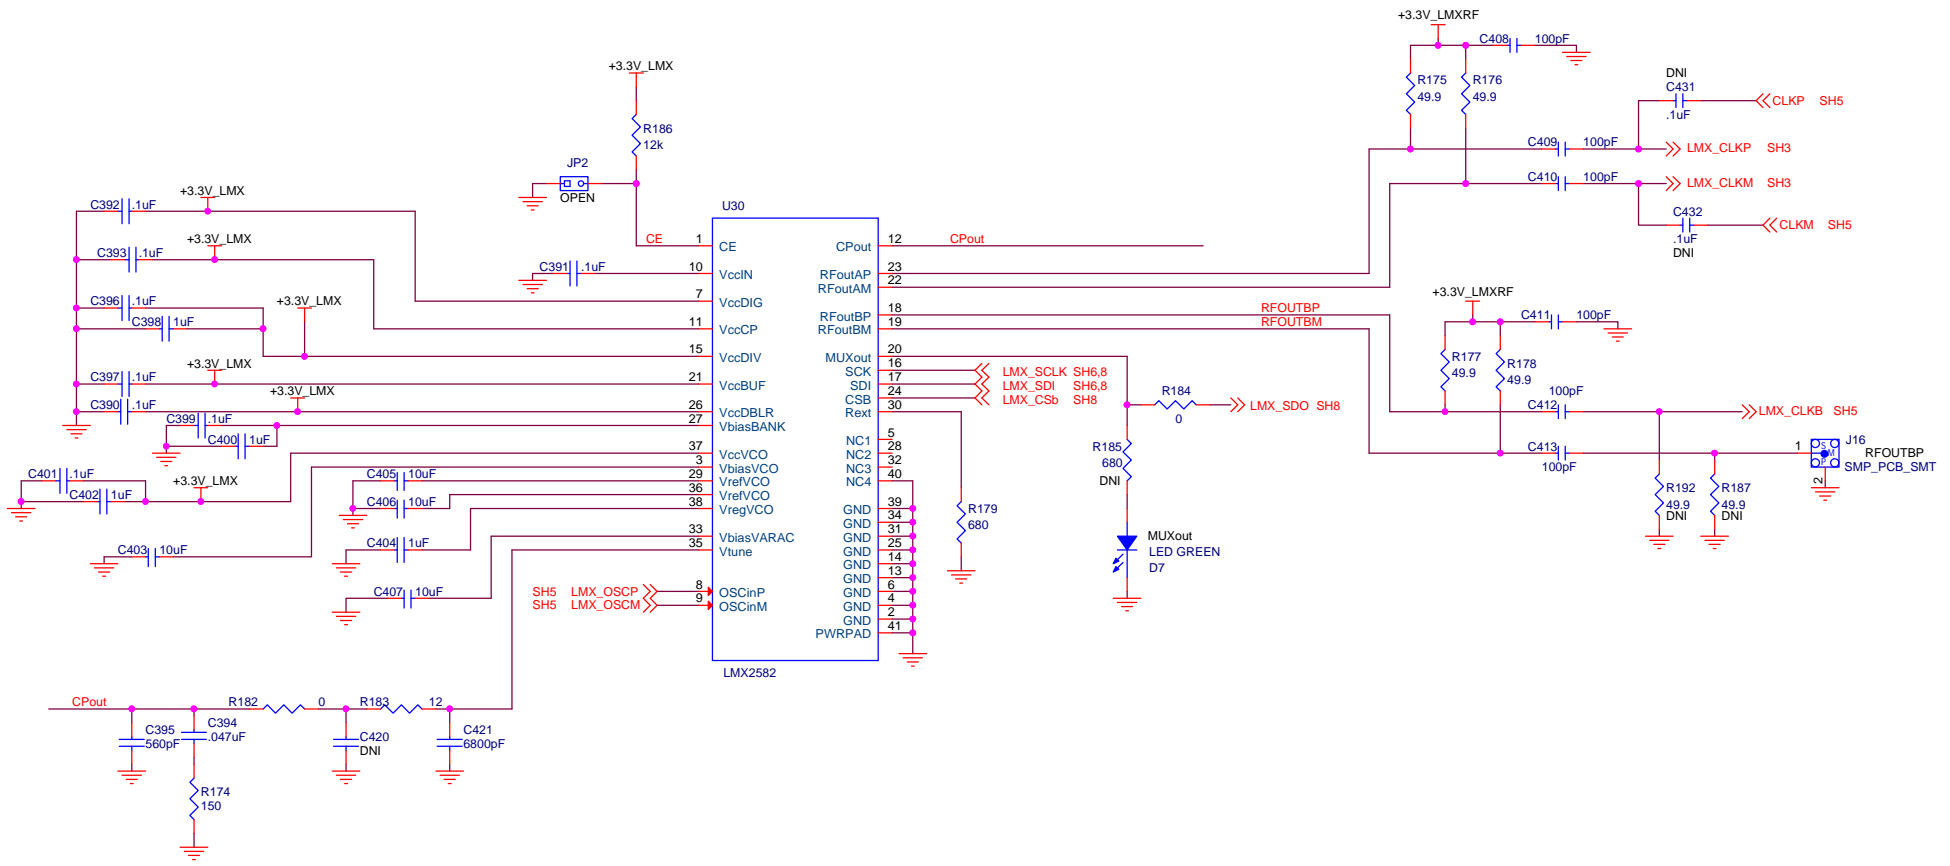 +3.3V_LMXRF
C408 100pF
R175
49.9
R176
49.9
DNI
C431
.1uF
CLKP SH5
C409 100pF
LMX_CLKP SH3
C410 100pF
LMX_CLKM SH3
C432
.1uF
DNI
CLKM SH5
+3.3V_LMX
R186
12k
JP2
OPEN
+3.3V_LMX
C392 .1uF
+3.3V_LMX
C393 .1uF
+3.3V_LMX
C396 .1uF
C398 1uF
+3.3V_LMX
C397 .1uF
+3.3V_LMX
C390 .1uF
C399 .1uF
C400 1uF
C401 .1uF
C402 1uF
+3.3V_LMX
C403 10uF
C405 10uF
C406 10uF
C404 1uF
C407 10uF
C391 .1uF
U30
CE 1 CE
10 VccIN
7 VccDIG
11 VccCP
15 VccDIV
21 VccBUF
26 VccDBLR
27 VbiasBANK
37 VccVCO
3 VbiasVCO
29 VrefVCO
36 VrefVCO
38 VregVCO
33 VbiasVARAC
35 Vtune
SH5 LMX_OSCP 8 OSCinP
SH5 LMX_OSCM 9 OSCinM
CPout 12 CPout
RFoutAP 23
RFoutAM 22
RFoutBP 18 RFOUTBP
RFoutBM 19 RFOUTBM
MUXout 20
SCK 16 LMX_SCLK SH6,8
SDI 17 LMX_SDI SH6,8
CSB 24 LMX_CSb SH8
Rext 30
NC1 5
NC2 28
NC3 32
NC4 40
GND 39
GND 34
GND 31
GND 25
GND 14
GND 13
GND 6
GND 4
GND 2
PWRPAD 41
LMX2582
R179
680
R184
0
LMX_SDO SH8
R185
680
DNI
MUXout
LED GREEN
D7
+3.3V_LMXRF
C411 100pF
R177
49.9
R178
49.9
100pF
C412
LMX_CLKB SH5
C413
100pF
R192
49.9
DNI
R187
49.9
DNI
1
J16
RFOUTBP
SMP_PCB_SMT
S
M
P
2
CPout
R182 0
R183 12
C395
560pF
C394
.047uF
C420
DNI
C421
6800pF
R174
150